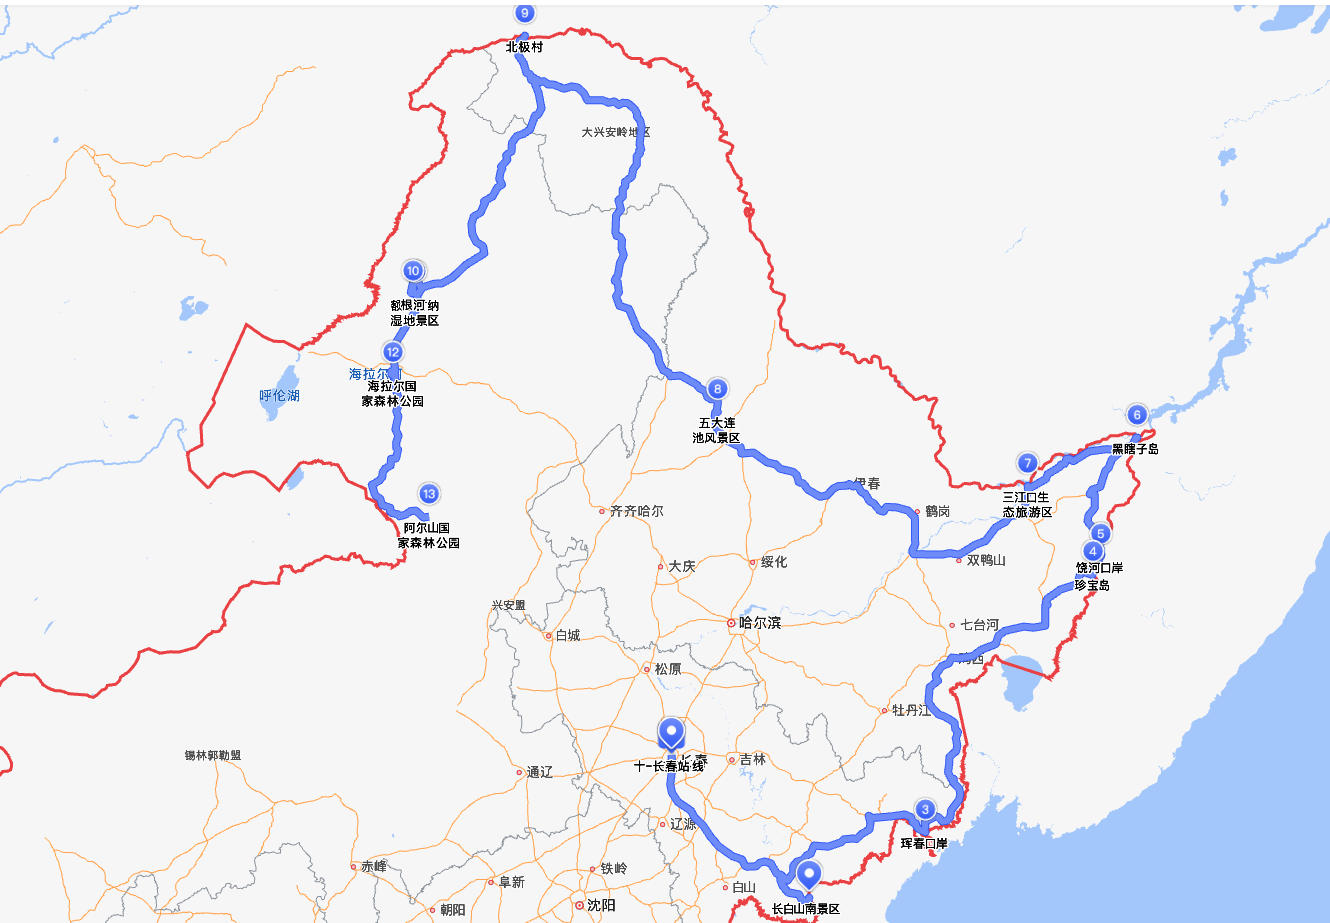 9
北极村
大兴安岭地区
10
额根河纳
湿地景区
12
海拉尔
呼伦湖
海拉尔国
家森林公园
8
五大连
池风景区
6
黑瞎子岛
7
三江口生
态旅游区
伊春
鹤岗
13
阿尔山国
家森林公园
齐齐哈尔
5
4
饶河口岸
珍宝岛
大庆
绥化
双鸭山
兴安盟
白城
哈尔滨
七台河
鸡西
松原
牡丹江
锡林郭勒盟
长春
十一长春站线
吉林
通辽
3
珲春口岸
辽源
赤峰
铁岭
阜新
白山
长白山南景区
朝阳
沈阳